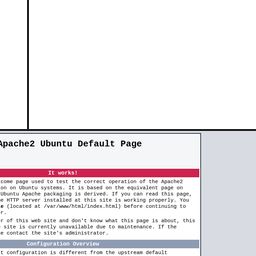 Apache2 Ubuntu Default Page
It works!
come page used to test the correct operation of the Apache2
on on Ubuntu systems. It is based on the equivalent page on
Ubuntu Apache packaging is derived. If you can read this page,
e HTTP server installed at this site is working properly. You
e (located at /var/www/html/index.html) before continuing to
r.
r of this web site and don't know what this page is about, this
site is currently unavailable due to maintenance. If the
e contact the site's administrator.
Configuration Overview
t configuration is different from the upstream default